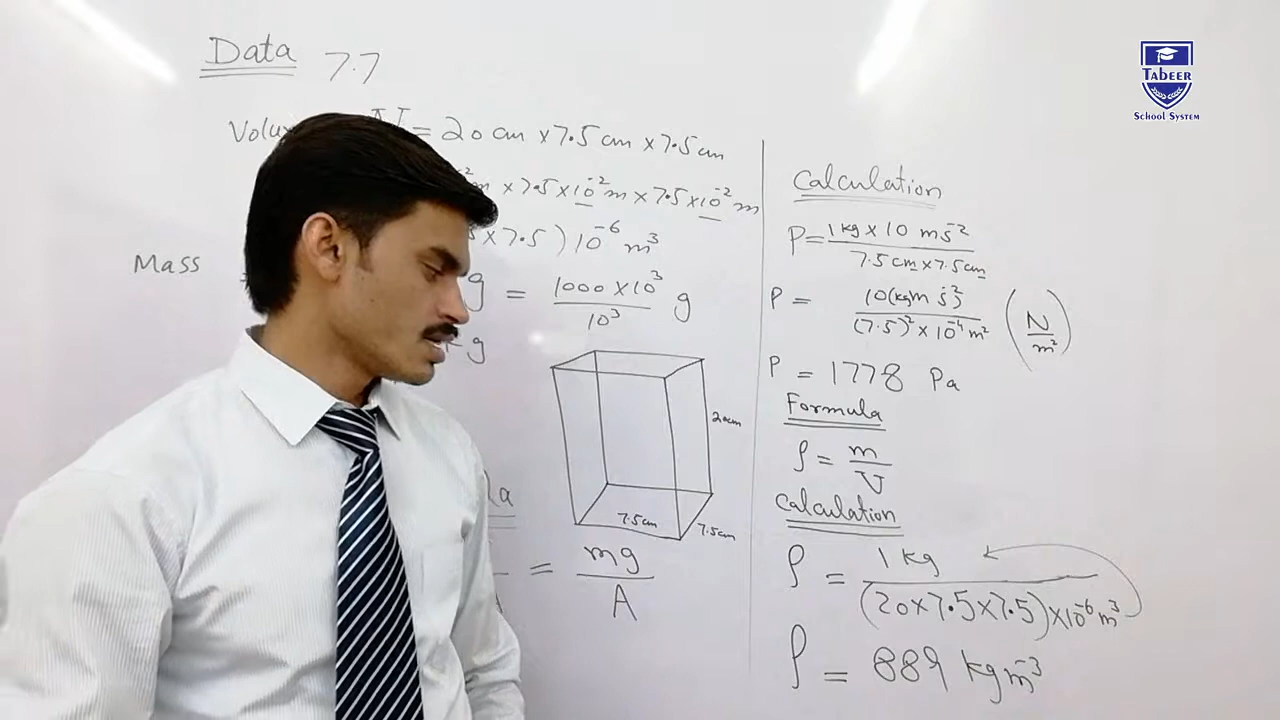 Data 7.7
= 20 cm × 7.5 cm × 7.5 cm
m × 7.5 × 10⁻² m × 7.5 × 10⁻² m
× 7.5 ) 10⁻⁶ m³
Mass
g = 1000 × 10³ / 10³ g
kg
20cm
7.5cm
7.5cm
= mg / A
Calculation
P = 1 kg × 10 ms⁻² / 7.5 cm × 7.5 cm
P = 10 (kgm s⁻²) / (7.5)² × 10⁻⁴ m² ( N / m² )
P = 1778 Pa
Formula
ρ = m / V
Calculation
ρ = 1 kg / (20 × 7.5 × 7.5) × 10⁻⁶ m³
ρ = 889 kgm⁻³
TABEER
SCHOOL SYSTEM